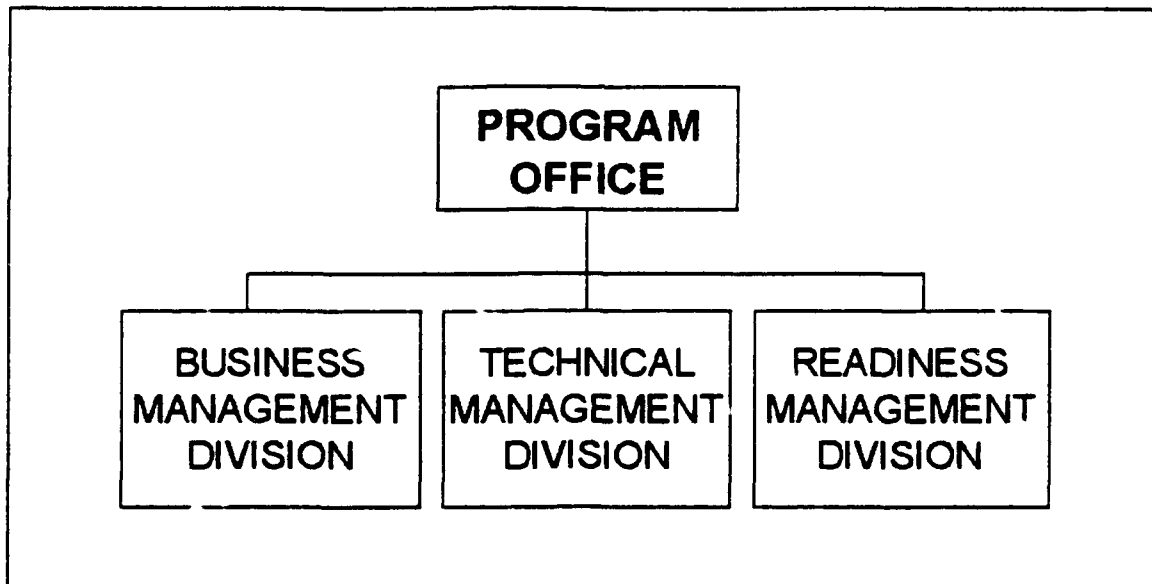 PROGRAM
OFFICE
BUSINESS
MANAGEMENT
DIVISION
TECHNICAL
MANAGEMENT
DIVISION
READINESS
MANAGEMENT
DIVISION